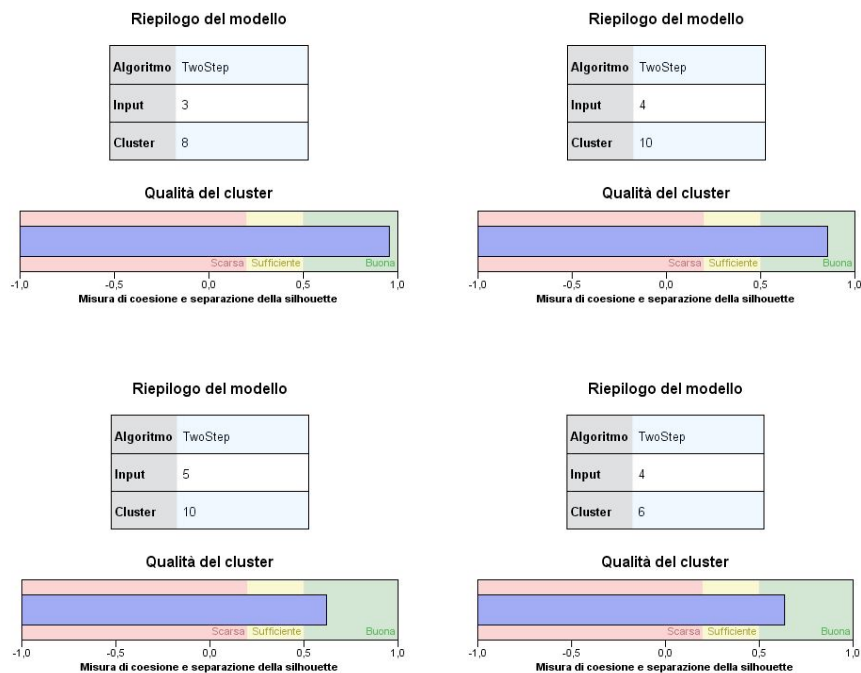 Riepilogo del modello
Algoritmo TwoStep
Input 3
Cluster 8
Qualità del cluster
Scarsa Sufficiente Buona
-1,0 -0,5 0,0 0,5 1,0
Misura di coesione e separazione della silhouette
Riepilogo del modello
Algoritmo TwoStep
Input 4
Cluster 10
Qualità del cluster
Scarsa Sufficiente Buona
-1,0 -0,5 0,0 0,5 1,0
Misura di coesione e separazione della silhouette
Riepilogo del modello
Algoritmo TwoStep
Input 5
Cluster 10
Qualità del cluster
Scarsa Sufficiente Buona
-1,0 -0,5 0,0 0,5 1,0
Misura di coesione e separazione della silhouette
Riepilogo del modello
Algoritmo TwoStep
Input 4
Cluster 6
Qualità del cluster
Scarsa Sufficiente Buona
-1,0 -0,5 0,0 0,5 1,0
Misura di coesione e separazione della silhouette